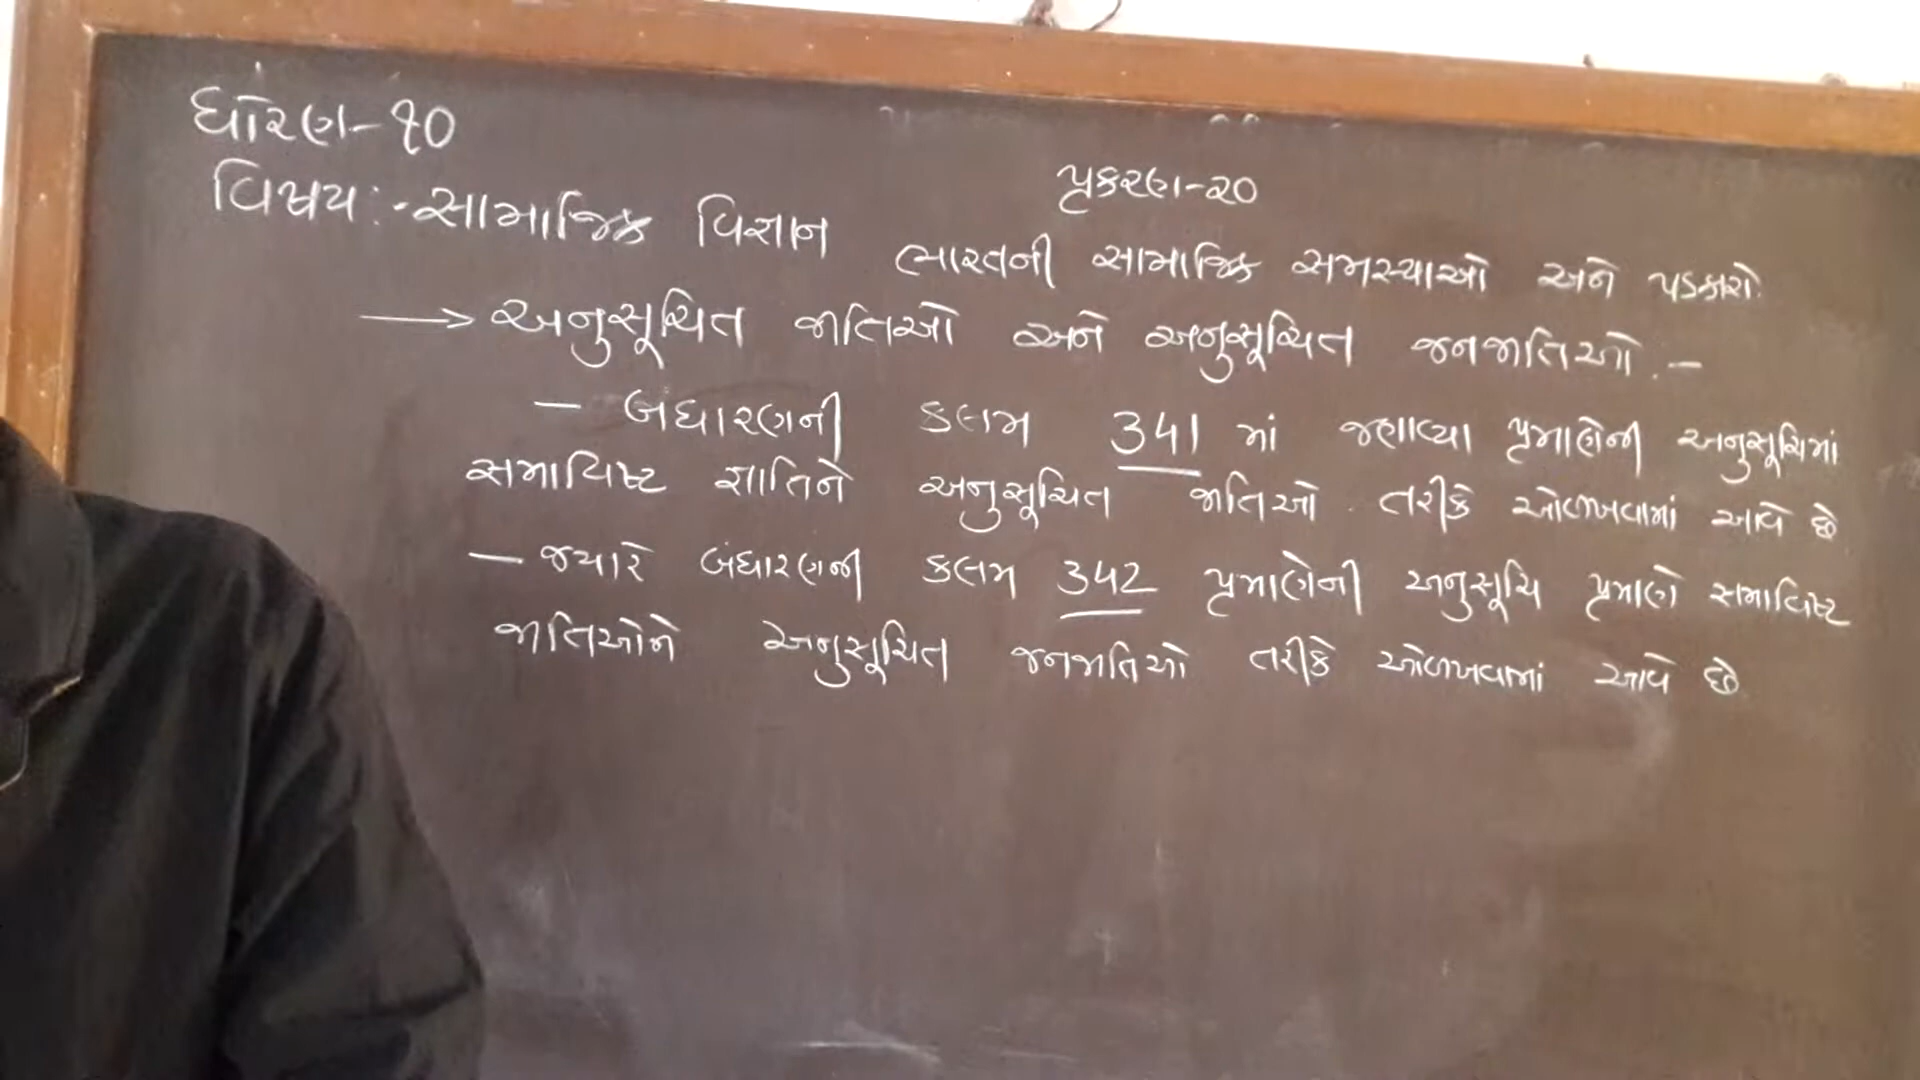 ધોરણ-૧૦
વિષય:-સામાજિક વિજ્ઞાન
પ્રકરણ-૨૦
ભારતની સામાજિક સમસ્યાઓ અને પડકારો.
→ અનુસૂચિત જાતિઓ અને અનુસૂચિત જનજાતિઓ.-
- બંધારણની કલમ 341 માં જણાવ્યા પ્રમાણેની અનુસૂચિમાં
સમાવિષ્ટ જ્ઞાતિને અનુસૂચિત જાતિઓ તરીકે ઓળખવામાં આવે છે
- જ્યારે બંધારણની કલમ 342 પ્રમાણેની અનુસૂચિ પ્રમાણે સમાવિષ્ટ
જાતિઓને અનુસૂચિત જનજાતિઓ તરીકે ઓળખવામાં આવે છે